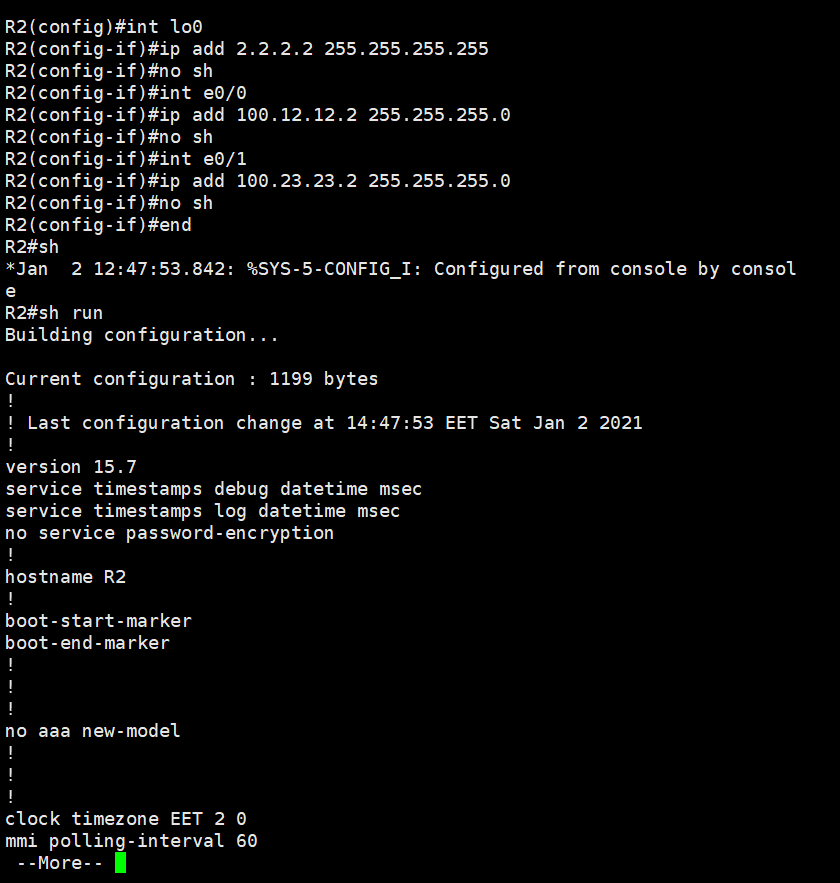 R2(config)#int lo0
R2(config-if)#ip add 2.2.2.2 255.255.255.255
R2(config-if)#no sh
R2(config-if)#int e0/0
R2(config-if)#ip add 100.12.12.2 255.255.255.0
R2(config-if)#no sh
R2(config-if)#int e0/1
R2(config-if)#ip add 100.23.23.2 255.255.255.0
R2(config-if)#no sh
R2(config-if)#end
R2#sh
*Jan  2 12:47:53.842: %SYS-5-CONFIG_I: Configured from console by consol
e
R2#sh run
Building configuration...

Current configuration : 1199 bytes
!
! Last configuration change at 14:47:53 EET Sat Jan 2 2021
!
version 15.7
service timestamps debug datetime msec
service timestamps log datetime msec
no service password-encryption
!
hostname R2
!
boot-start-marker
boot-end-marker
!
!
!
no aaa new-model
!
!
!
clock timezone EET 2 0
mmi polling-interval 60
 --More--